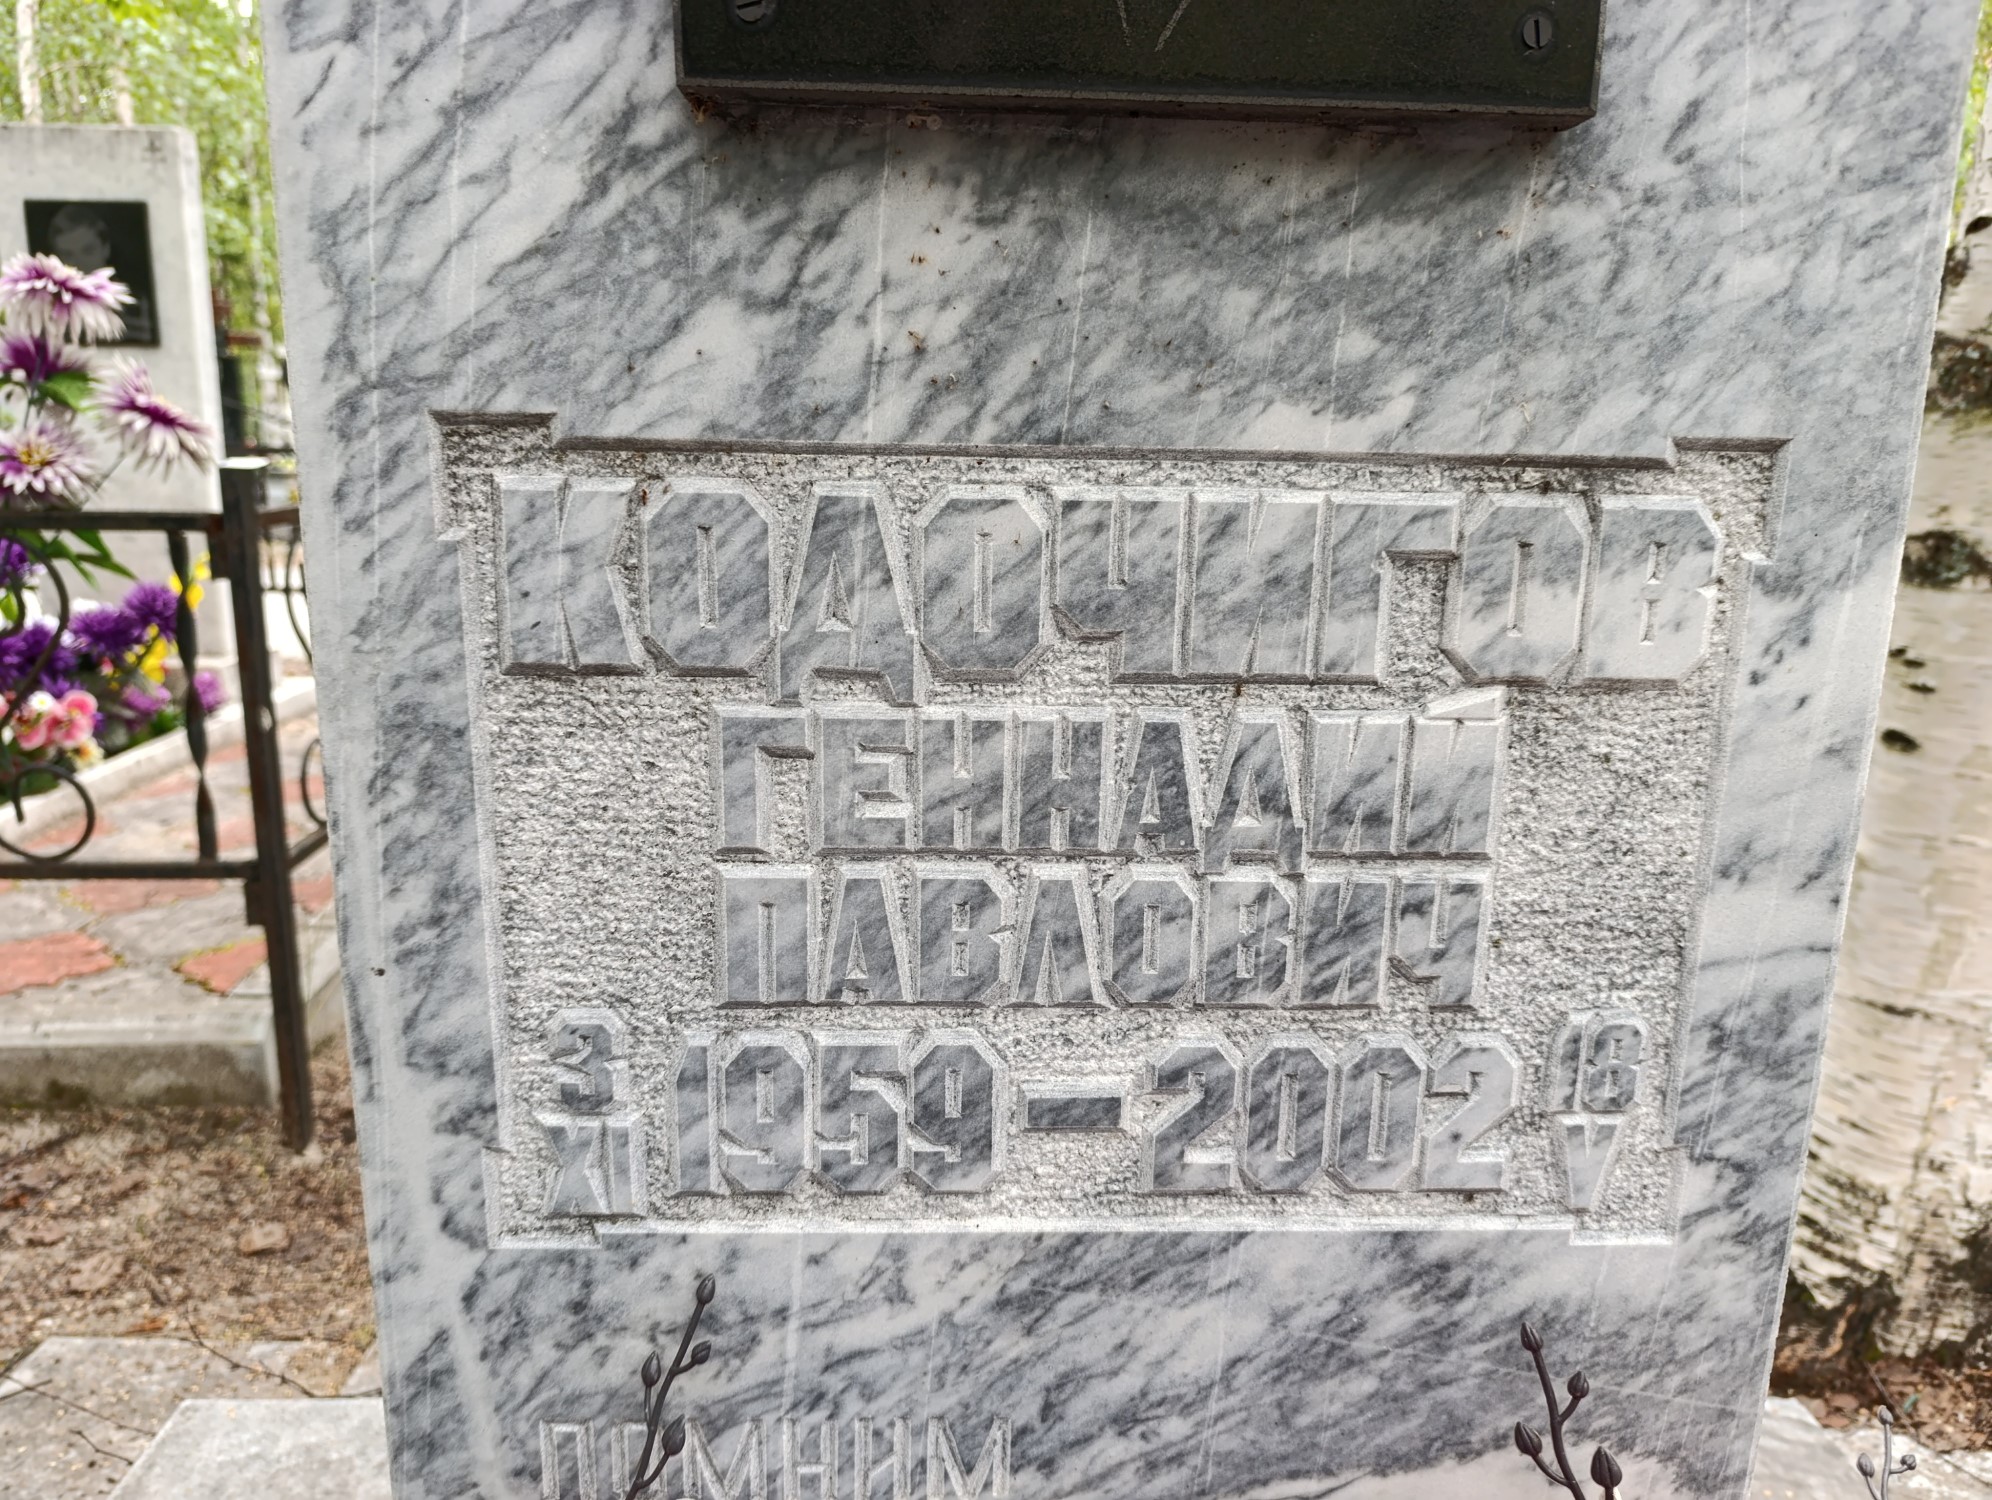 КОДОЧИГОВ
ГЕННАДИЙ
ПАВЛОВИЧ
3 XI 1959 — 2002 18 V
ПОМНИМ